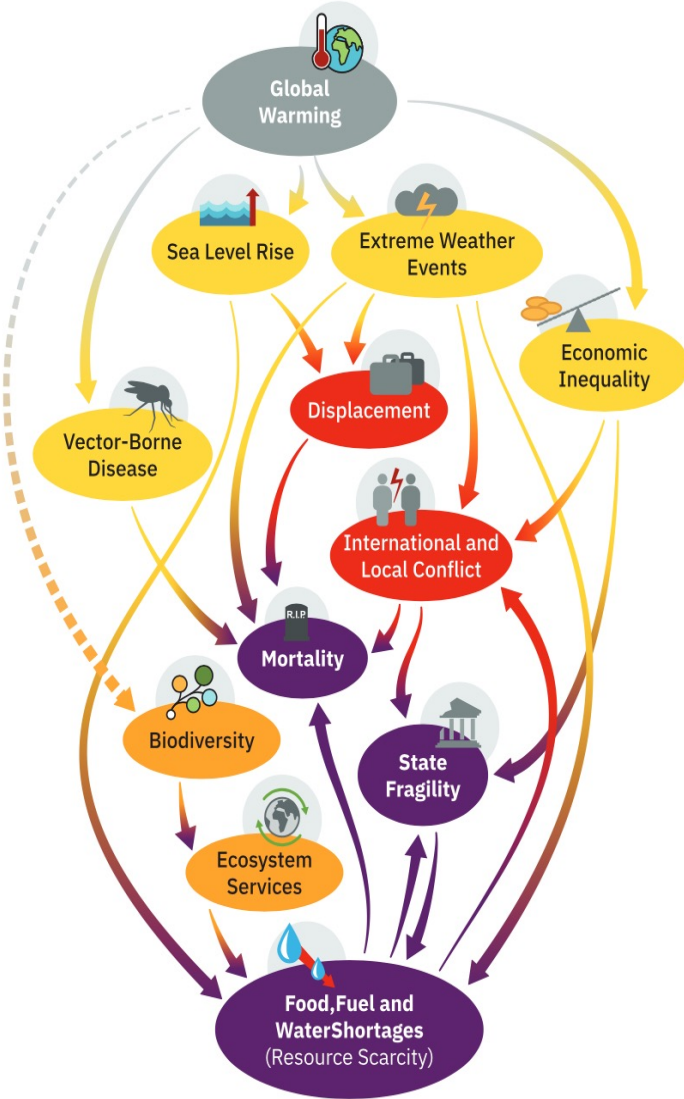 Global
Warming
Sea Level Rise
Extreme Weather
Events
Economic
Inequality
Displacement
Vector-Borne
Disease
International and
Local Conflict
R.I.P.
Mortality
Biodiversity
State
Fragility
Ecosystem
Services
Food,Fuel and
WaterShortages
(Resource Scarcity)